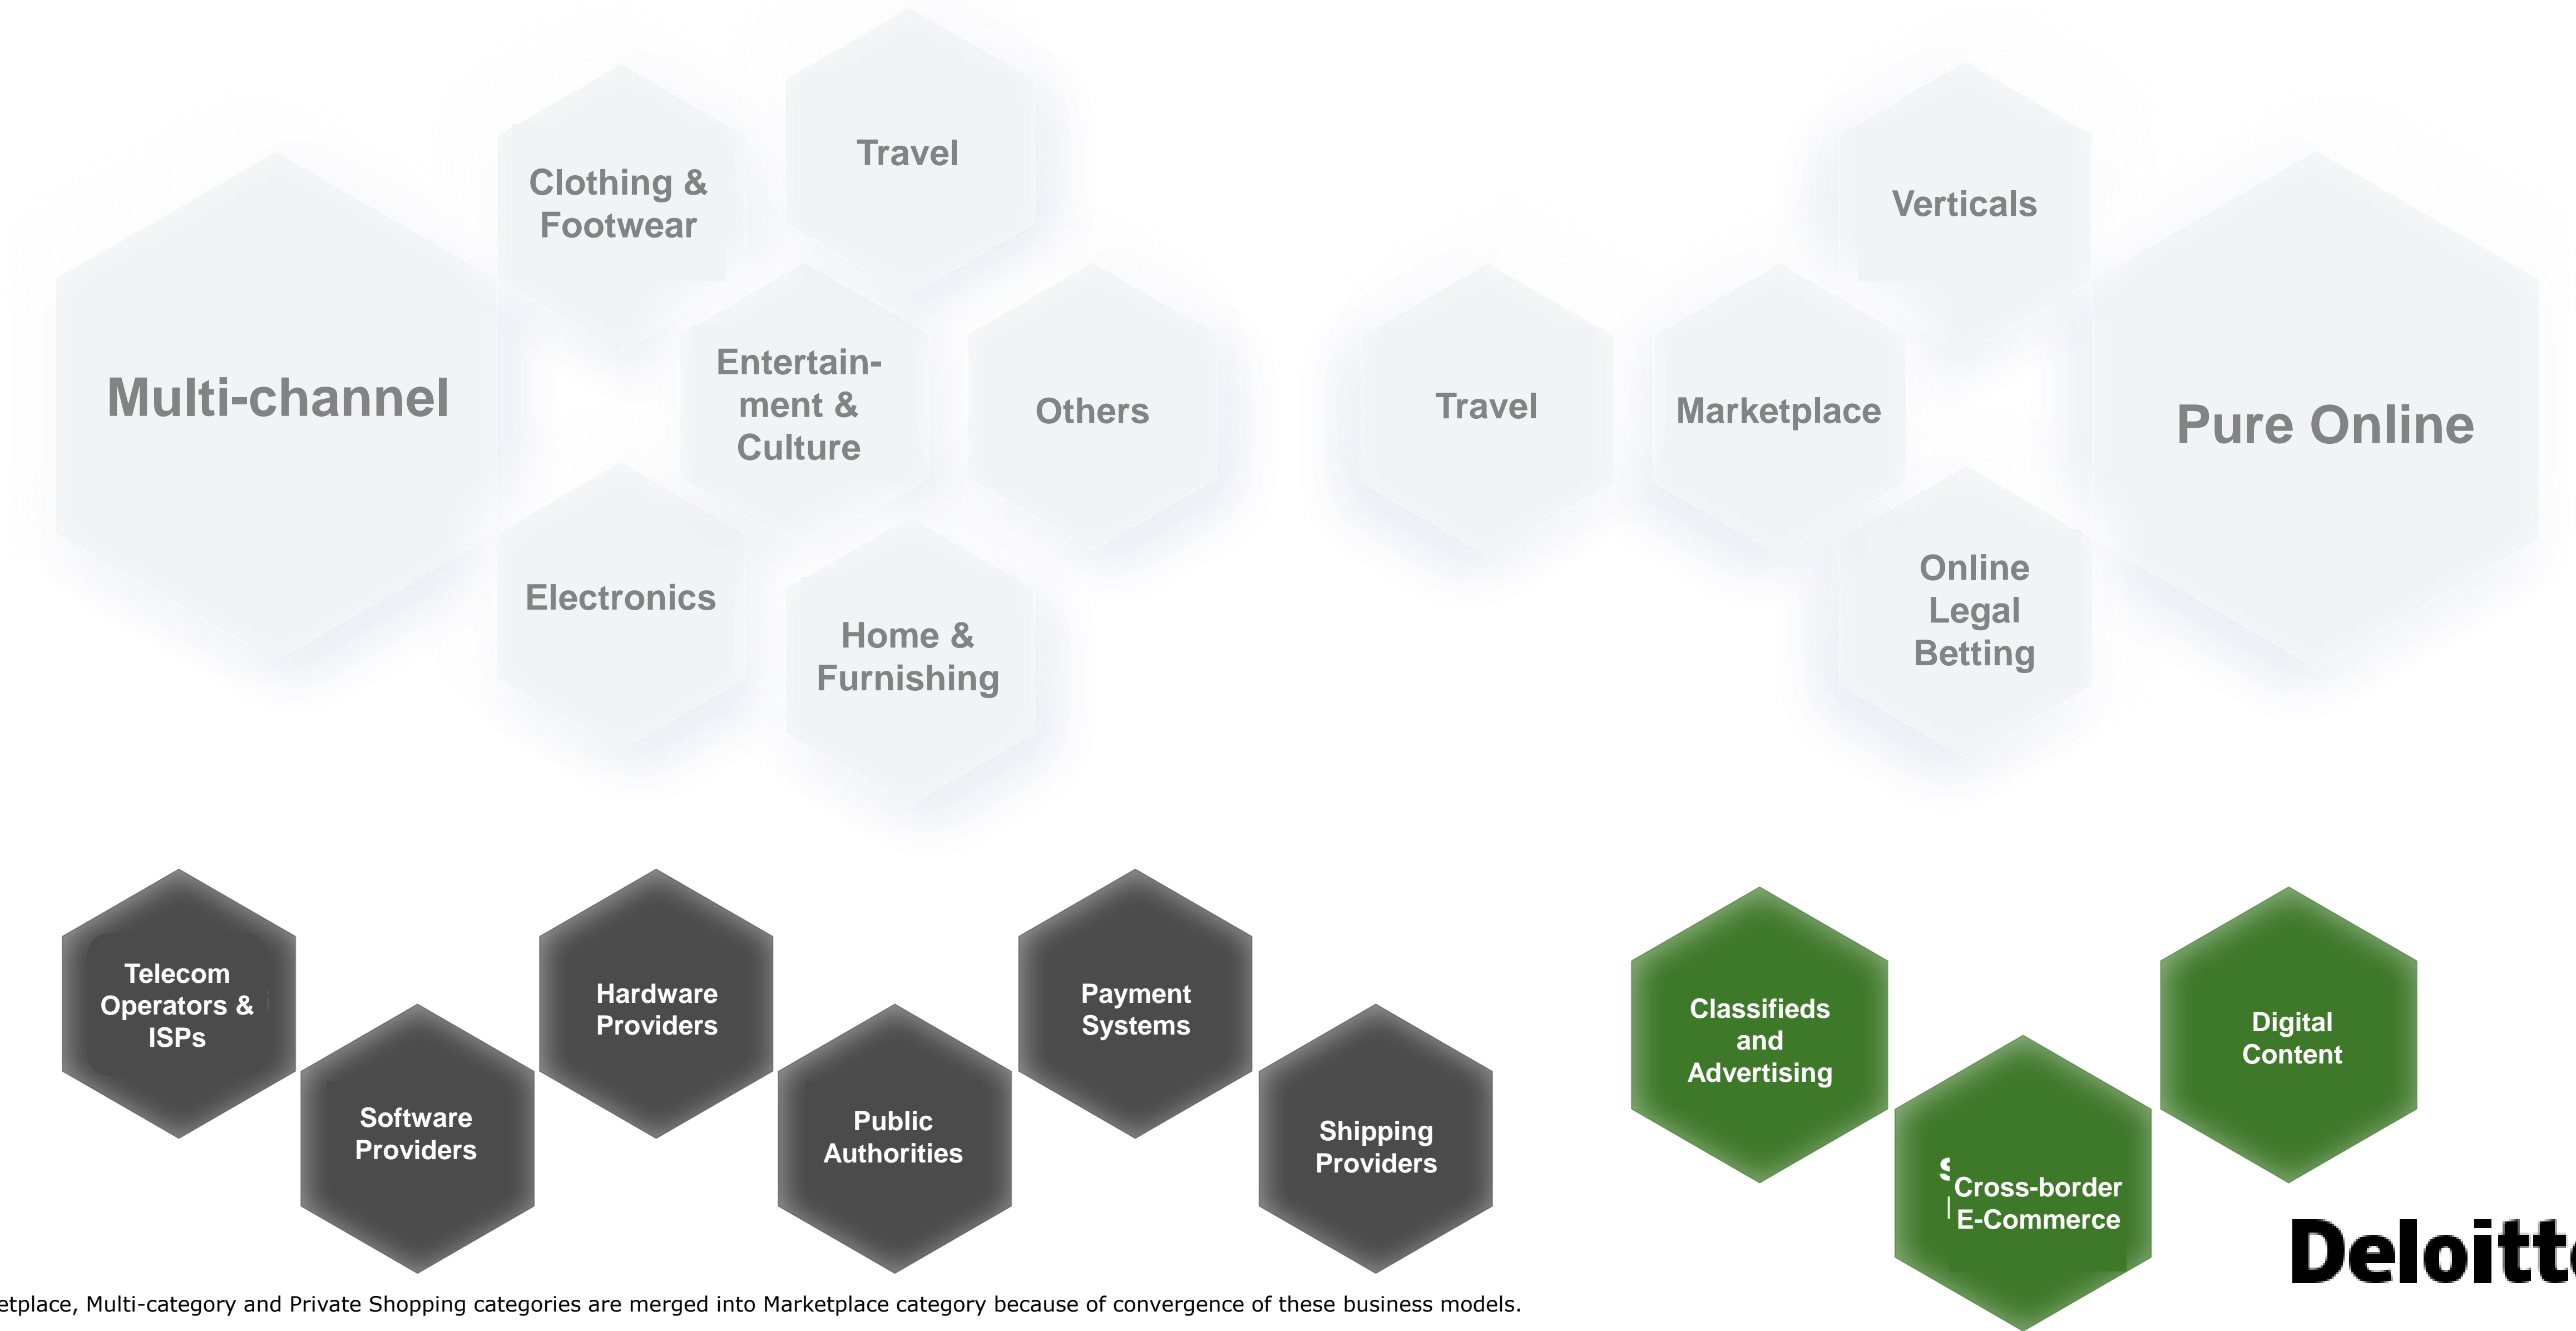 Travel
Clothing &
Footwear
Multi-channel
Entertain-
ment &
Culture
Others
Electronics
Home &
Furnishing
Verticals
Travel
Marketplace
Pure Online
Online
Legal
Betting
Telecom
Operators &
ISPs
Software
Providers
Hardware
Providers
Public
Authorities
Payment
Systems
Shipping
Providers
Classifieds
and
Advertising
Cross-border
E-Commerce
Digital
Content
etplace, Multi-category and Private Shopping categories are merged into Marketplace category because of convergence of these business models.
Deloitt